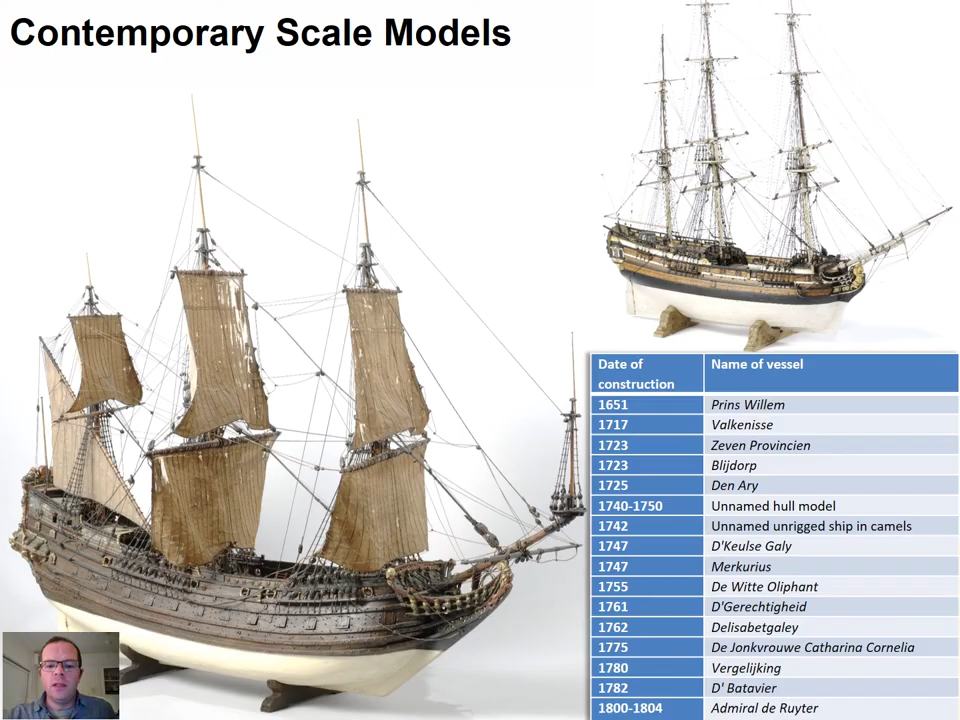 Contemporary Scale Models
Date of construction Name of vessel
1651 Prins Willem
1717 Valkenisse
1723 Zeven Provincien
1723 Blijdorp
1725 Den Ary
1740-1750 Unnamed hull model
1742 Unnamed unrigged ship in camels
1747 D'Keulse Galy
1747 Merkurius
1755 De Witte Oliphant
1761 D'Gerechtigheid
1762 Delisabetgaley
1775 De Jonkvrouwe Catharina Cornelia
1780 Vergelijking
1782 D' Batavier
1800-1804 Admiral de Ruyter